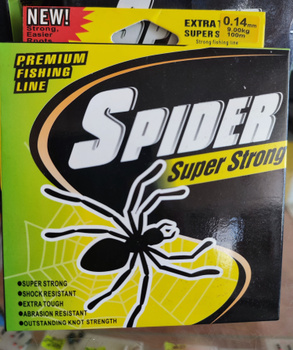 NEW!
Strong,
Easier
EXTRA
0.14mm
SUPER S
9.00kg
100m
Strong fishing line
PREMIUM
FISHING
LINE
SPIDER
Super Strong
•SUPER STRONG
•SHOCK RESISTANT
•EXTRA TOUGH
•ABRASION RESISTANT
•OUTSTANDING KNOT STRENGTH